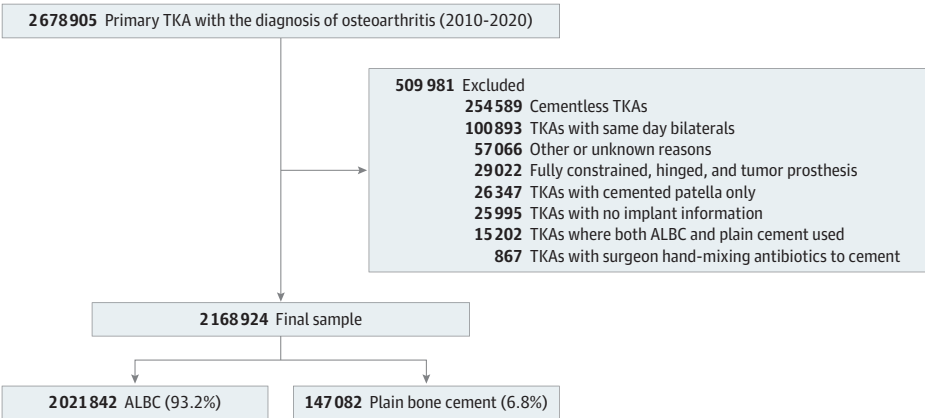 2678905 Primary TKA with the diagnosis of osteoarthritis (2010-2020)
509981 Excluded
254589 Cementless TKAs
100893 TKAs with same day bilaterals
57066 Other or unknown reasons
29022 Fully constrained, hinged, and tumor prosthesis
26347 TKAs with cemented patella only
25995 TKAs with no implant information
15202 TKAs where both ALBC and plain cement used
867 TKAs with surgeon hand-mixing antibiotics to cement
2168924 Final sample
2021842 ALBC (93.2%)
147082 Plain bone cement (6.8%)